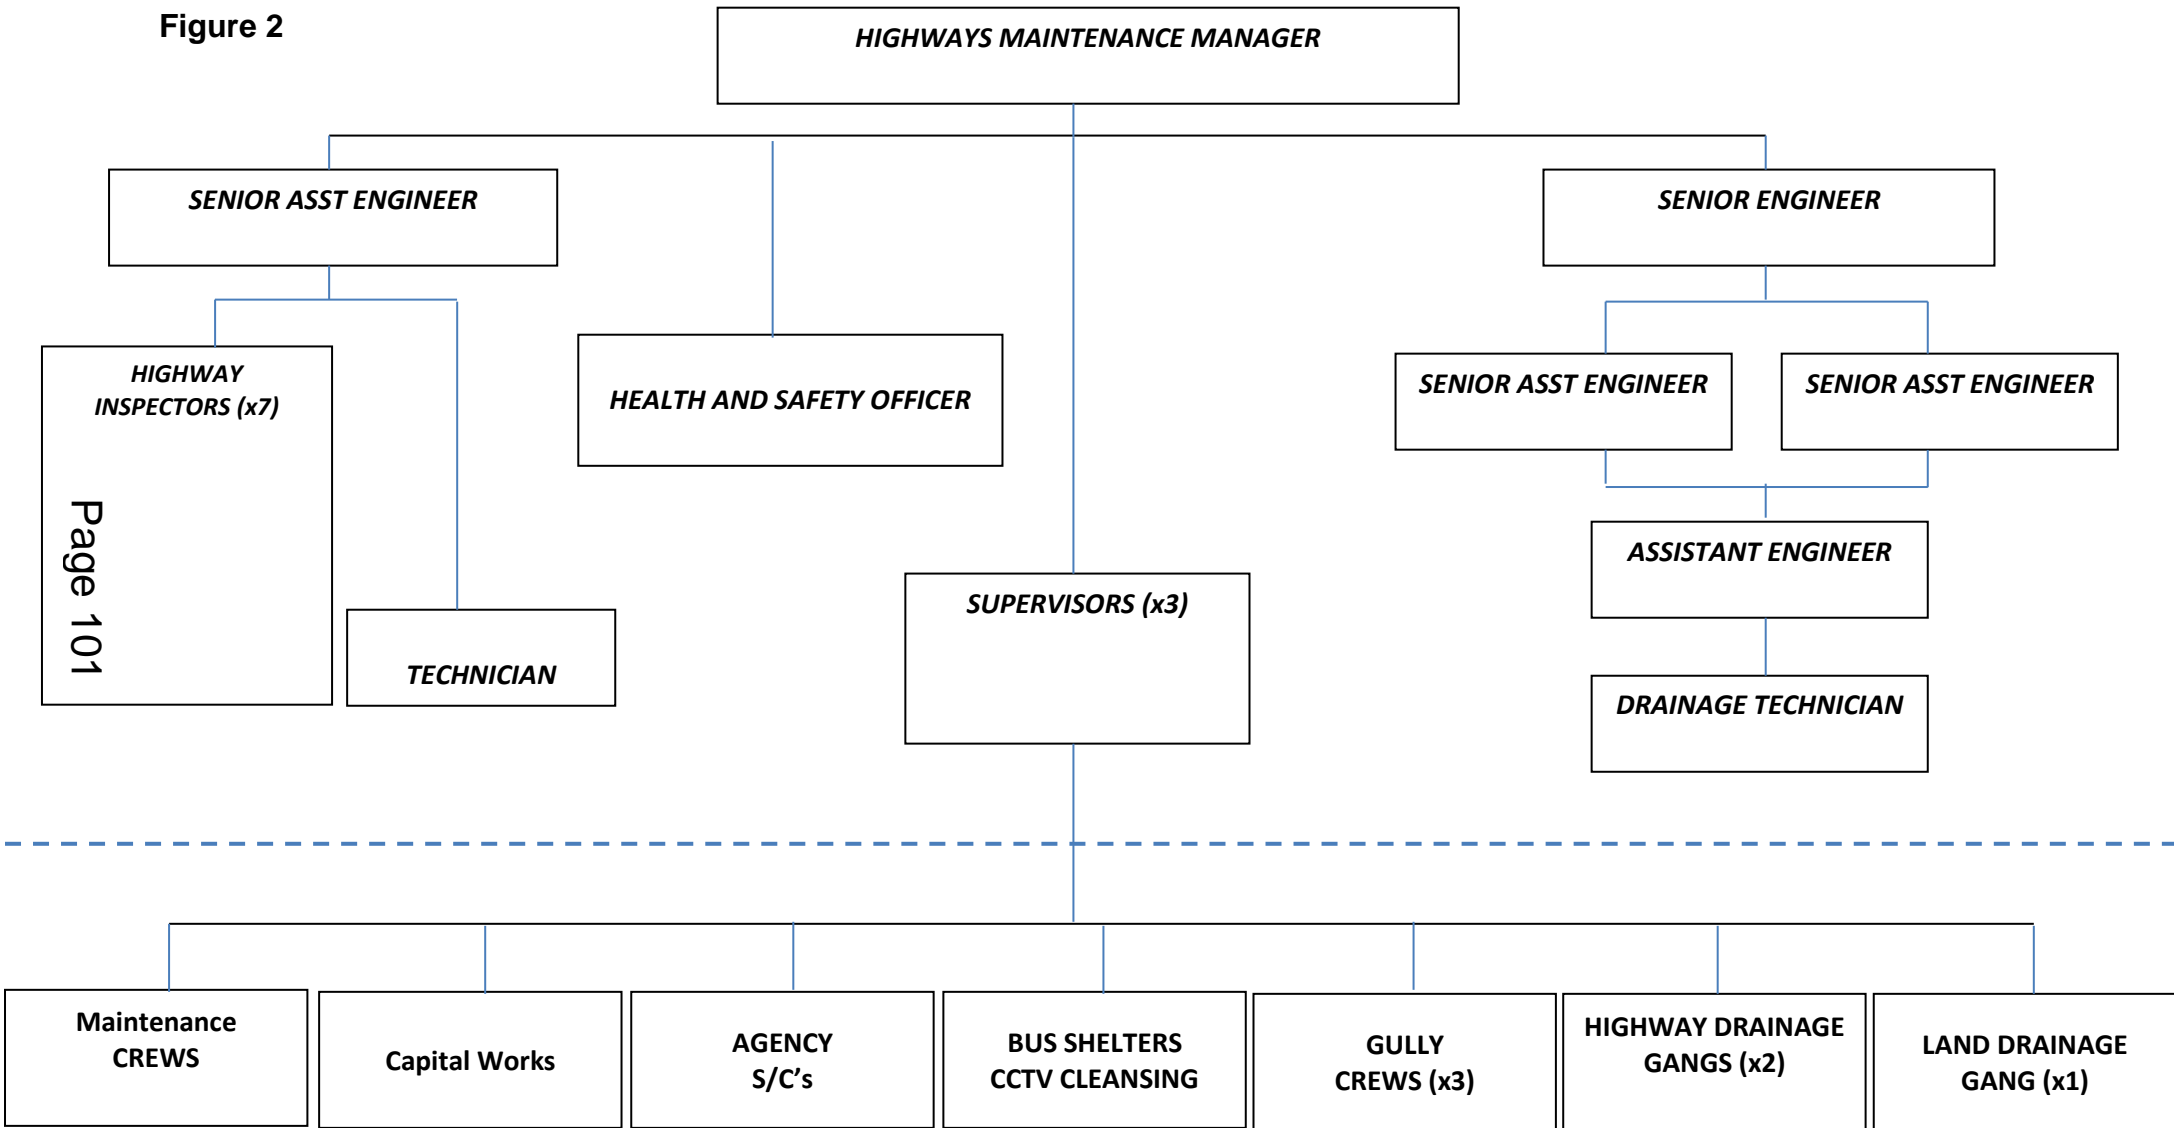 Figure 2
HIGHWAYS MAINTENANCE MANAGER
SENIOR ASST ENGINEER
SENIOR ENGINEER
HIGHWAY
INSPECTORS (x7)
Page 101
TECHNICIAN
HEALTH AND SAFETY OFFICER
SUPERVISORS (x3)
SENIOR ASST ENGINEER
SENIOR ASST ENGINEER
ASSISTANT ENGINEER
DRAINAGE TECHNICIAN
Maintenance
CREWS
Capital Works
AGENCY
S/C’s
BUS SHELTERS
CCTV CLEANSING
GULLY
CREWS (x3)
HIGHWAY DRAINAGE
GANGS (x2)
LAND DRAINAGE
GANG (x1)